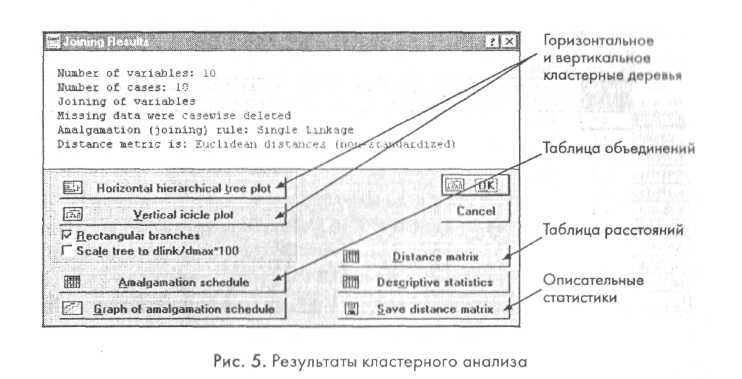 Joining Results
Number of variables: 10
Number of cases: 10
Joining of variables
Missing data were casewise deleted
Amalgamation (joining) rule: Single Linkage
Distance metric is: Euclidean distances (non-standardized)
Horizontal hierarchical tree plot
Vertical icicle plot
Rectangular branches
Scale tree to dlink/dmax*100
Amalgamation schedule
Graph of amalgamation schedule
OK
Cancel
Distance matrix
Descriptive statistics
Save distance matrix
Горизонтальное
и вертикальное
кластерные деревья
Таблица объединений
Таблица расстояний
Описательные
статистики
Рис. 5. Результаты кластерного анализа